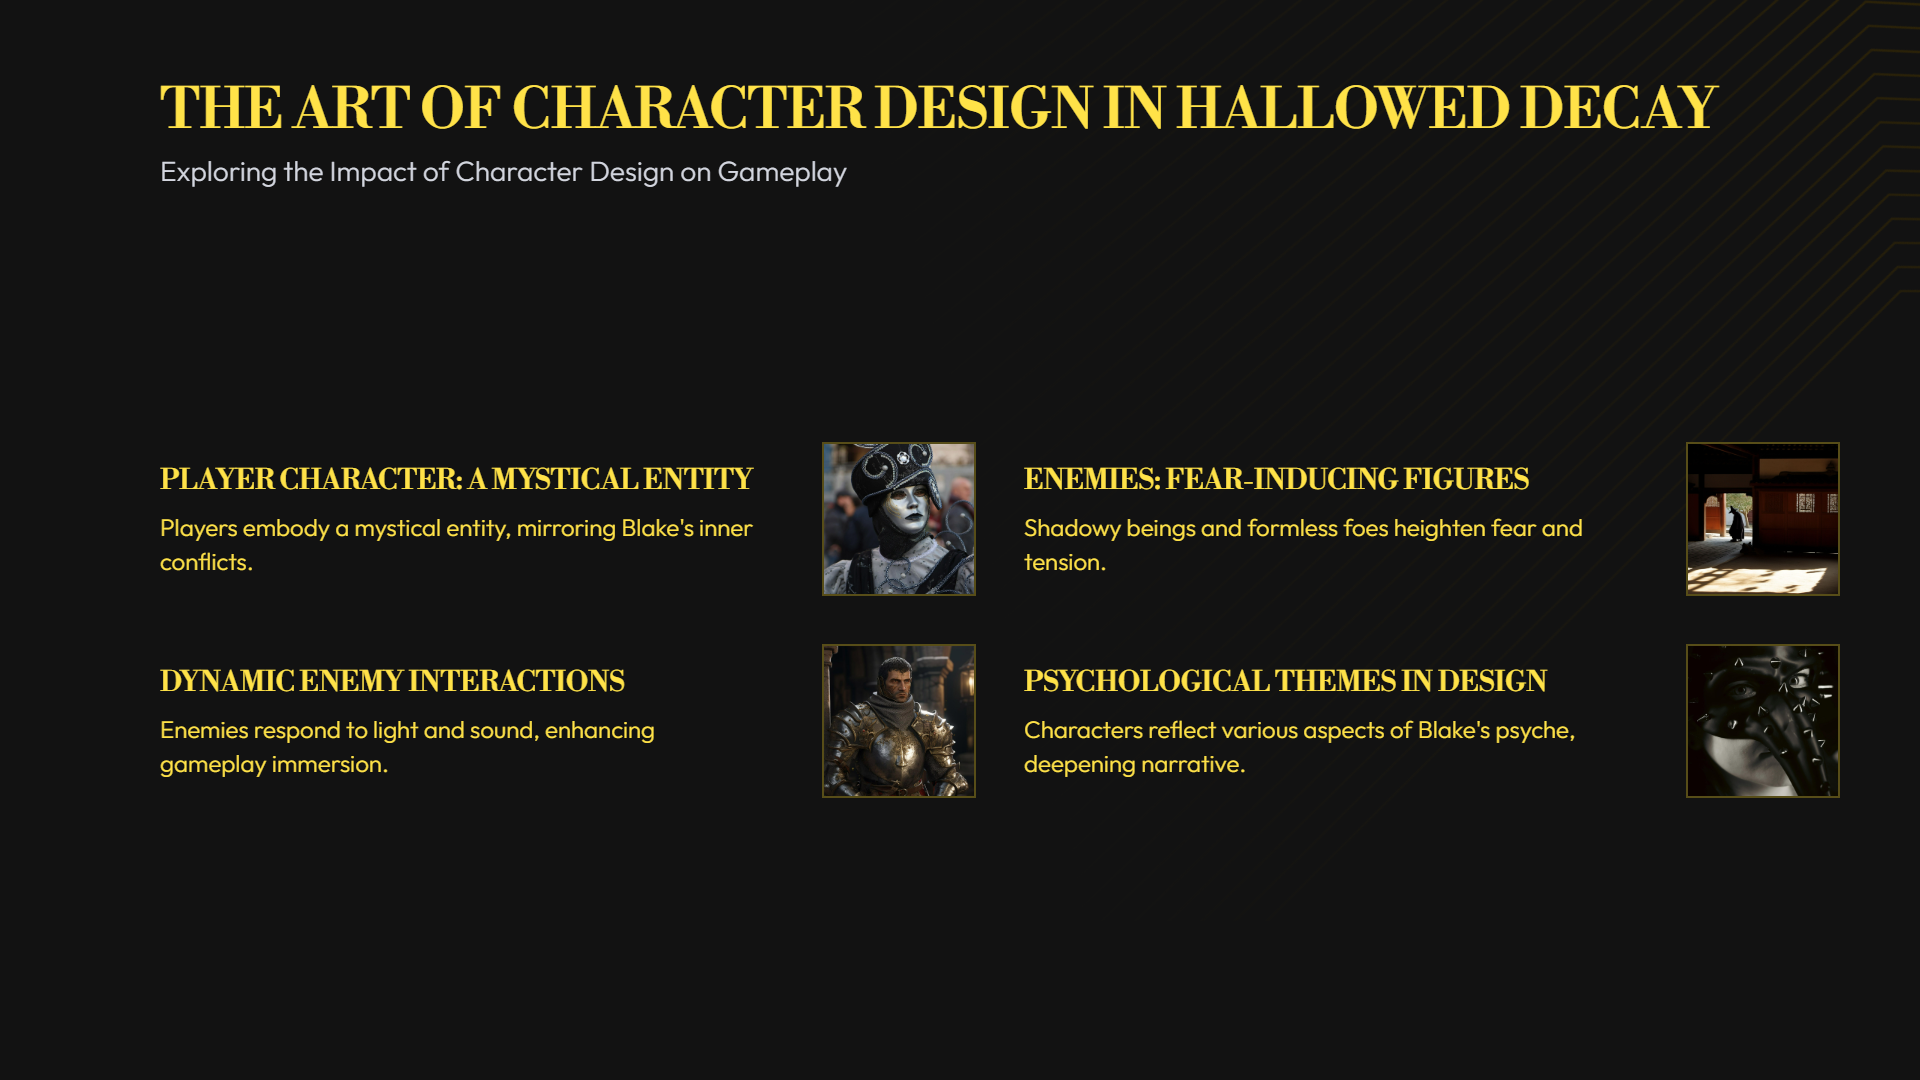 THE ART OF CHARACTER DESIGN IN HALLOWED DECAY
Exploring the Impact of Character Design on Gameplay
PLAYER CHARACTER: A MYSTICAL ENTITY
Players embody a mystical entity, mirroring Blake's inner
conflicts.
ENEMIES: FEAR-INDUCING FIGURES
Shadowy beings and formless foes heighten fear and
tension.
DYNAMIC ENEMY INTERACTIONS
Enemies respond to light and sound, enhancing
gameplay immersion.
PSYCHOLOGICAL THEMES IN DESIGN
Characters reflect various aspects of Blake's psyche,
deepening narrative.